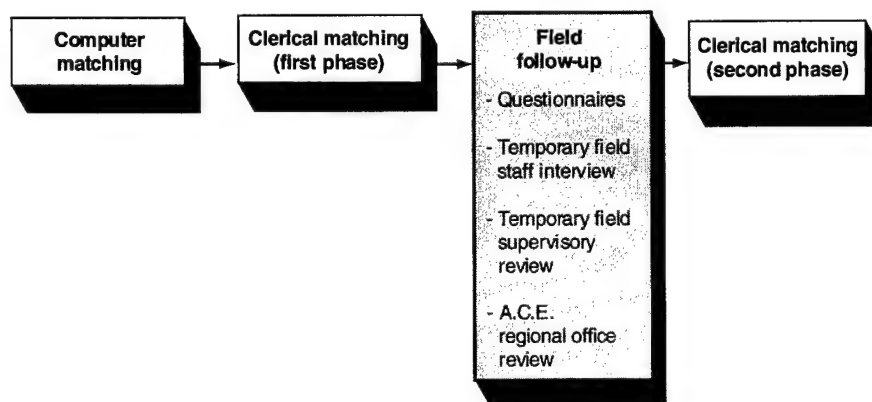 Computer
matching
Clerical matching
(first phase)
Field
follow-up
- Questionnaires
- Temporary field
staff interview
- Temporary field
supervisory
review
- A.C.E.
regional office
review
Clerical matching
(second phase)